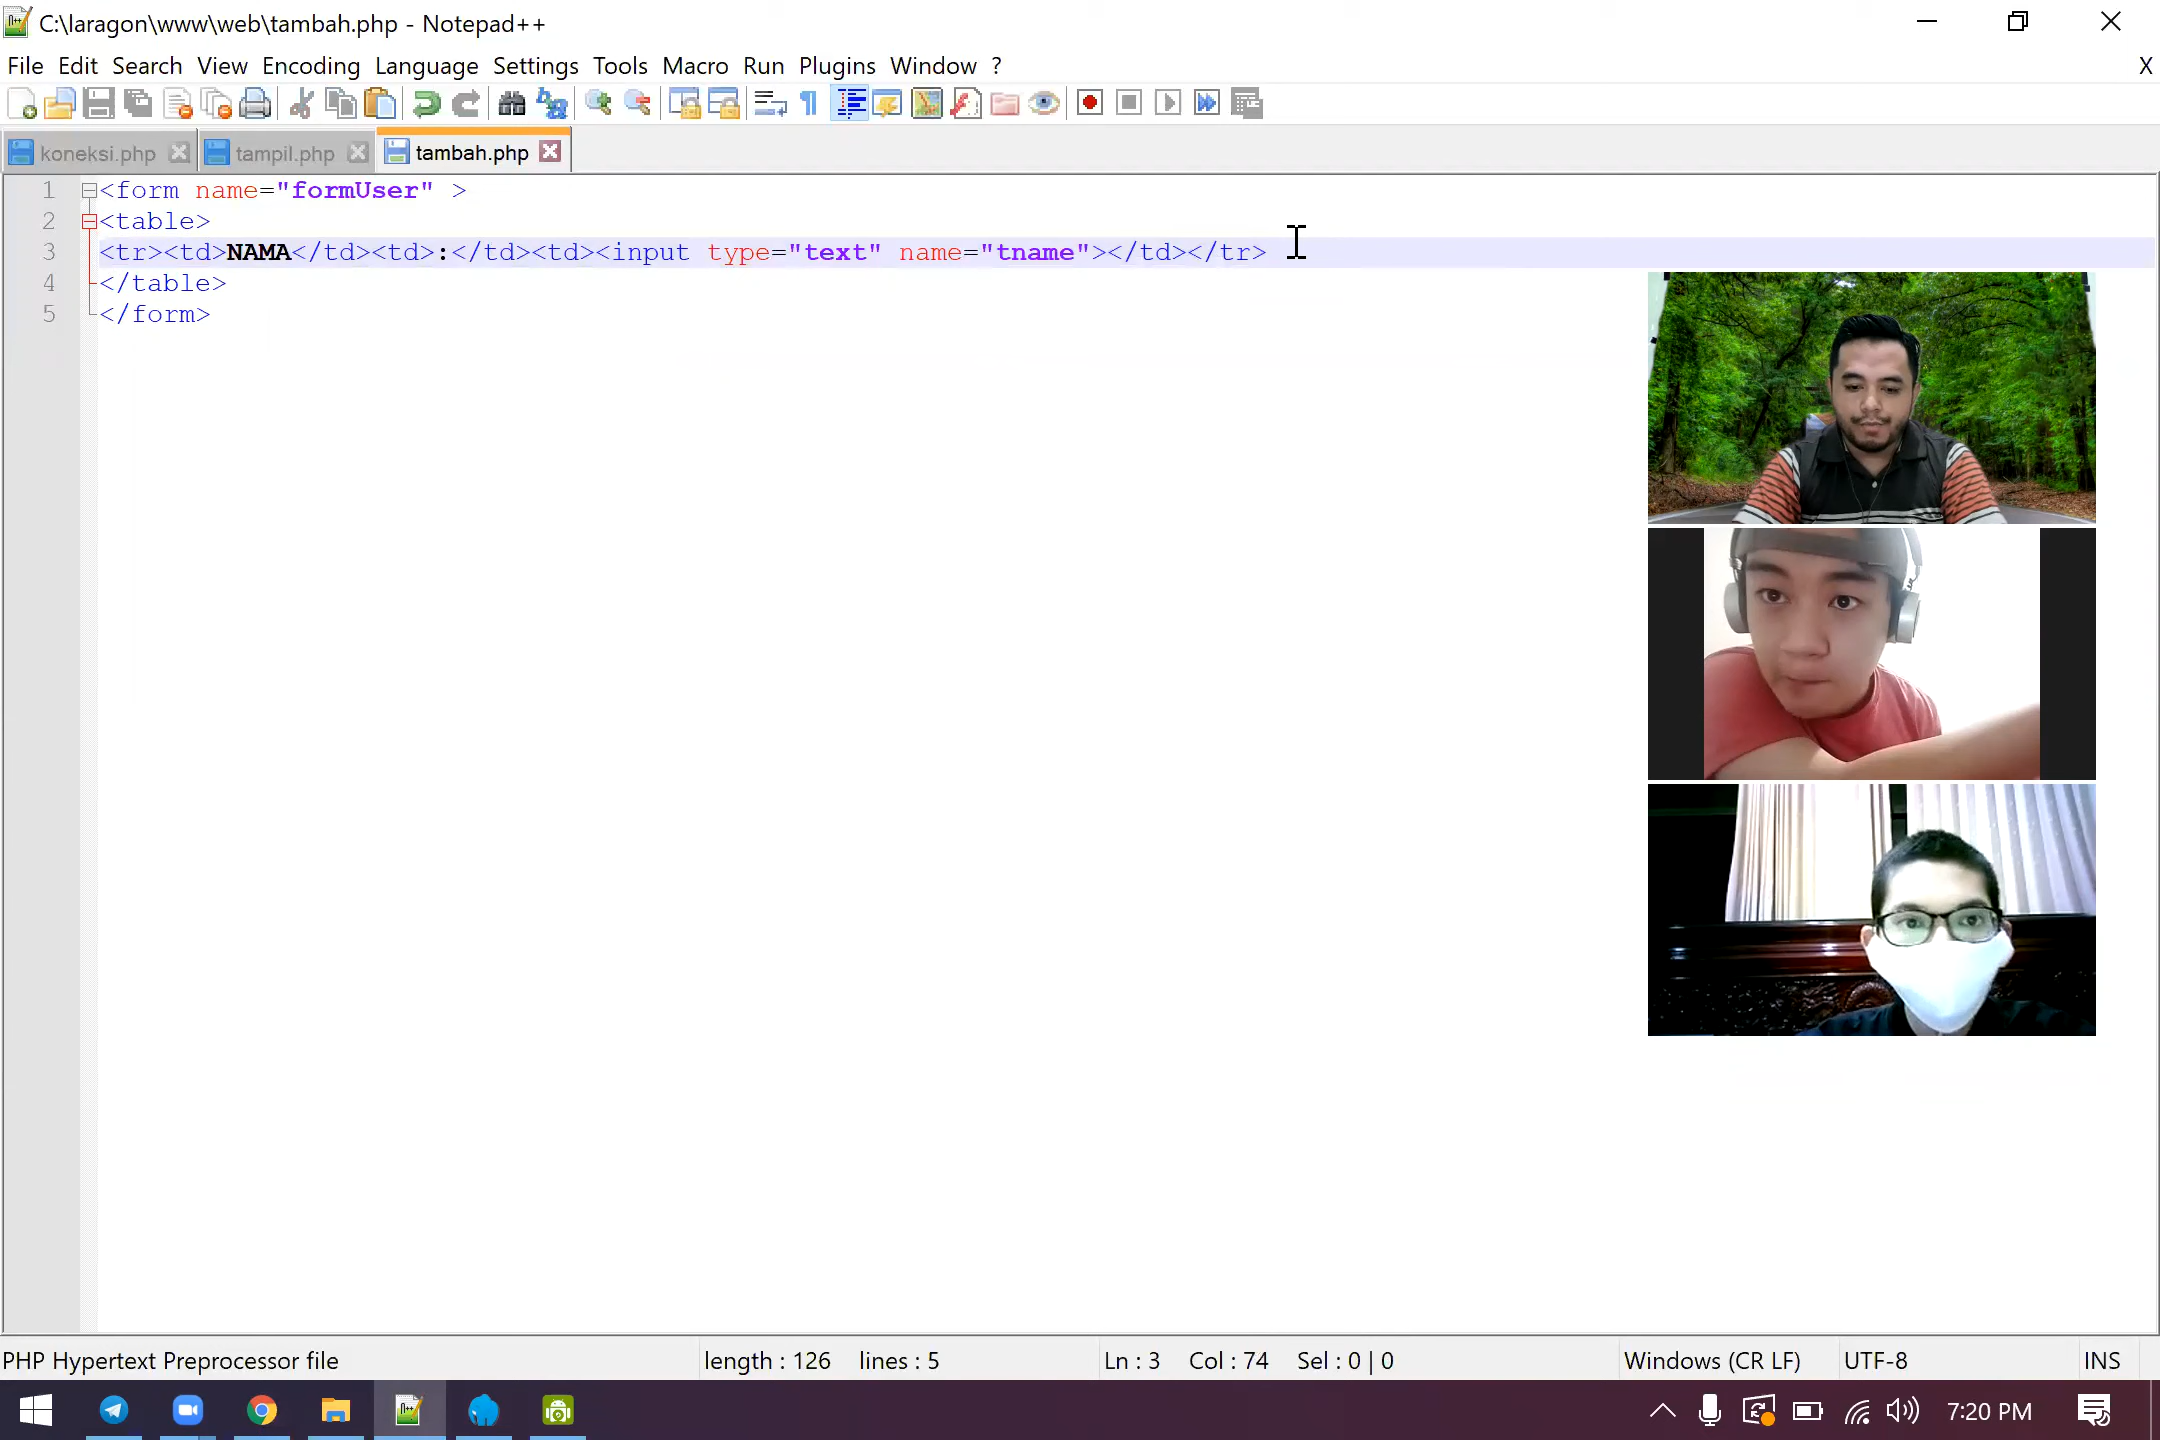 C:\laragon\www\web\tambah.php - Notepad++
File Edit Search View Encoding Language Settings Tools Macro Run Plugins Window ? X
koneksi.php tampil.php tambah.php
1 <form name="formUser" >
2 <table>
3 <tr><td>NAMA</td><td>:</td><td><input type="text" name="tname"></td></tr>
4 </table>
5 </form>
PHP Hypertext Preprocessor file length : 126 lines : 5 Ln : 3 Col : 74 Sel : 0 | 0 Windows (CR LF) UTF-8 INS
7:20 PM